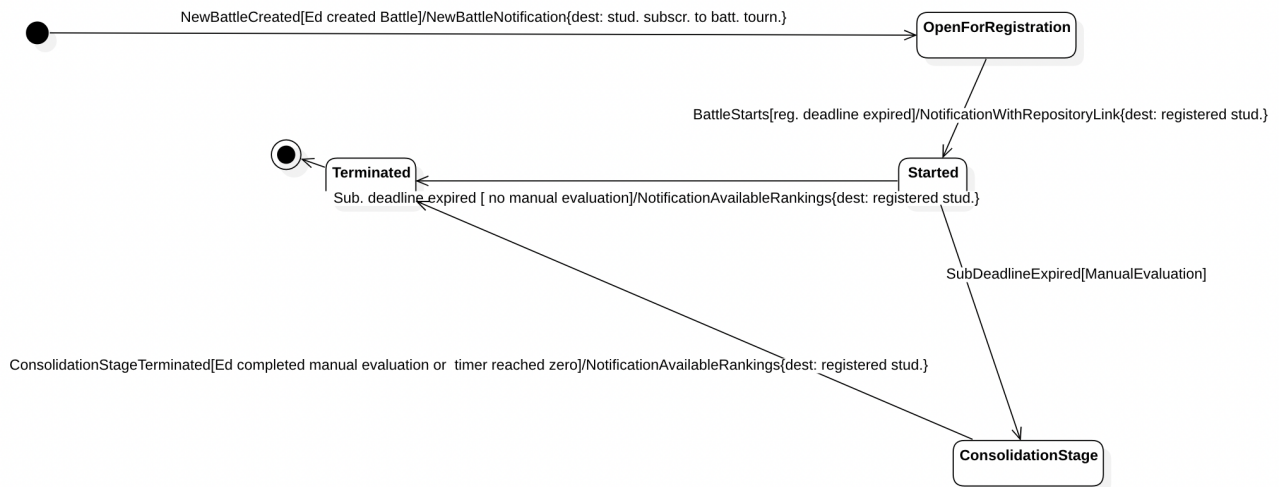 NewBattleCreated[Ed created Battle]/NewBattleNotification{dest: stud. subscr. to batt. tourn.}
OpenForRegistration
BattleStarts[reg. deadline expired]/NotificationWithRepositoryLink{dest: registered stud.}
Terminated
Started
Sub. deadline expired [ no manual evaluation]/NotificationAvailableRankings{dest: registered stud.}
SubDeadlineExpired[ManualEvaluation]
ConsolidationStageTerminated[Ed completed manual evaluation or  timer reached zero]/NotificationAvailableRankings{dest: registered stud.}
ConsolidationStage